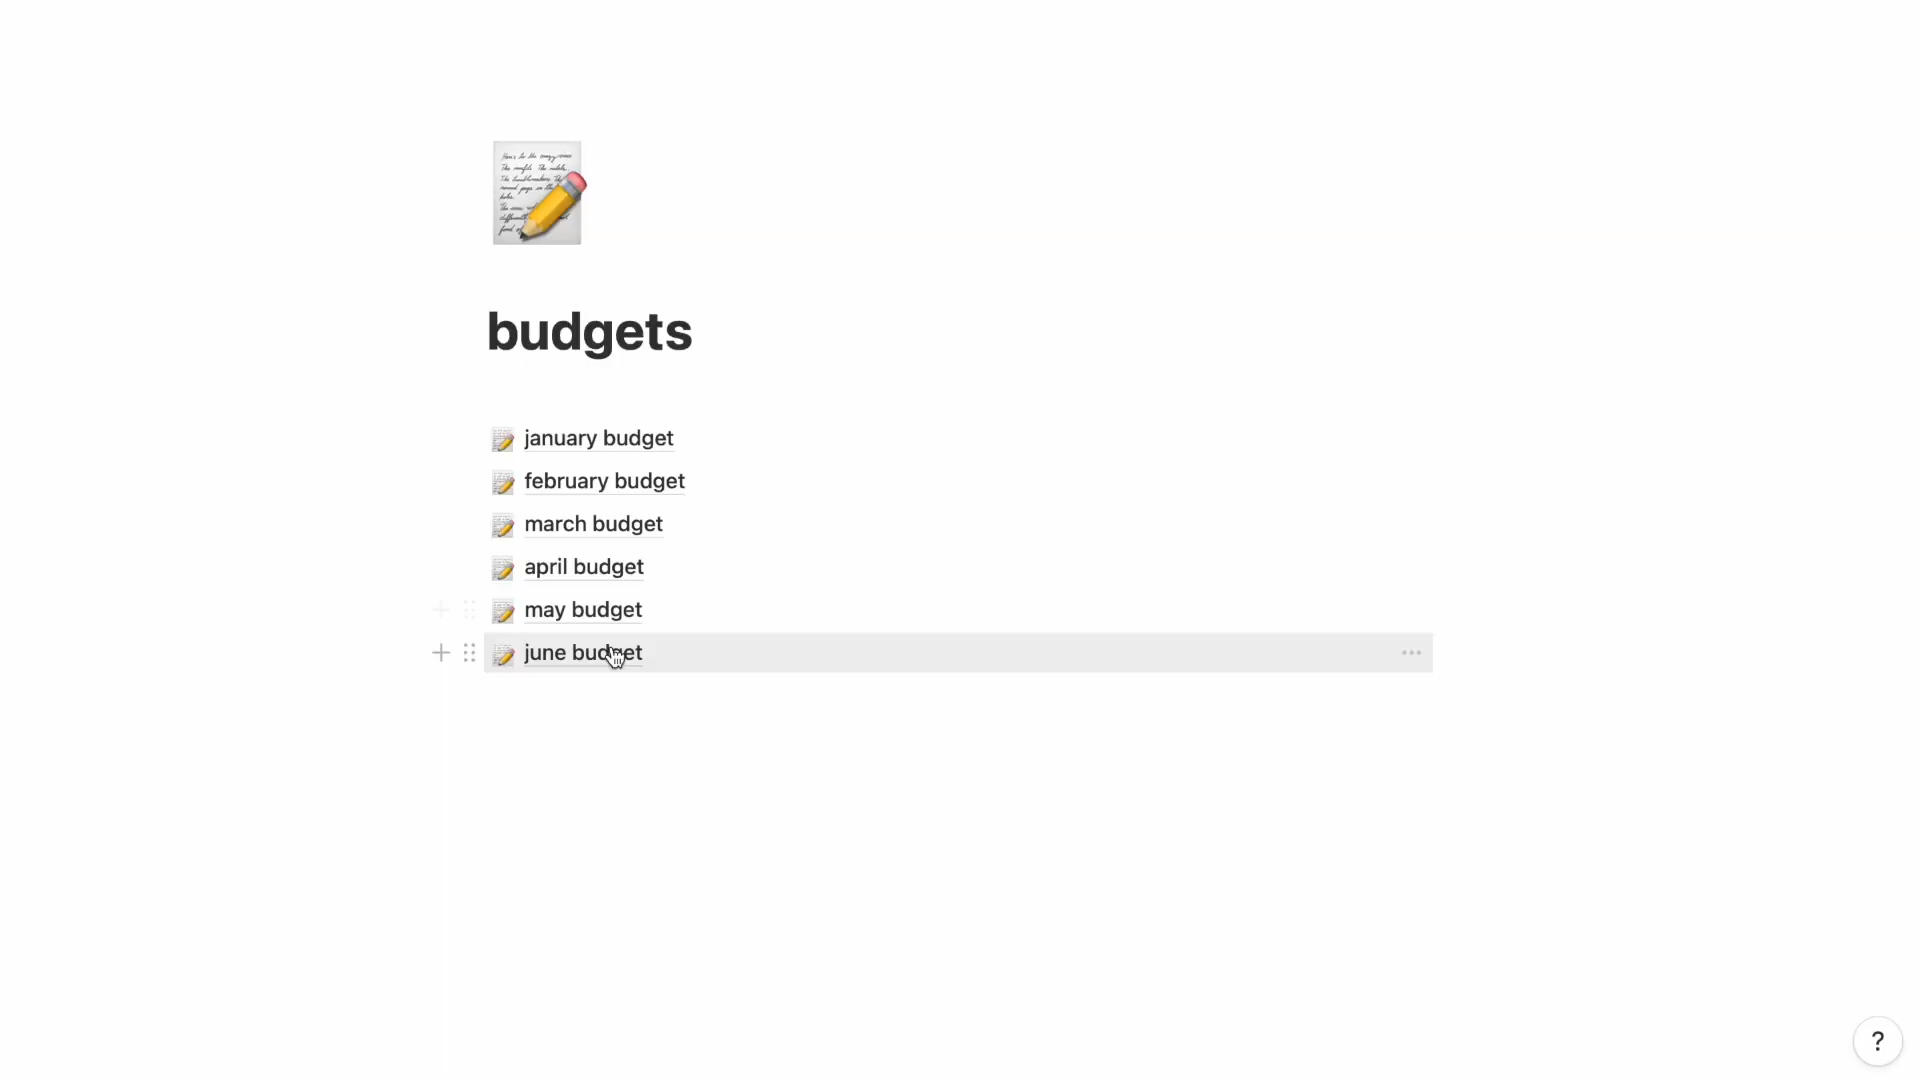 budgets
january budget
february budget
march budget
april budget
may budget
june budget
?